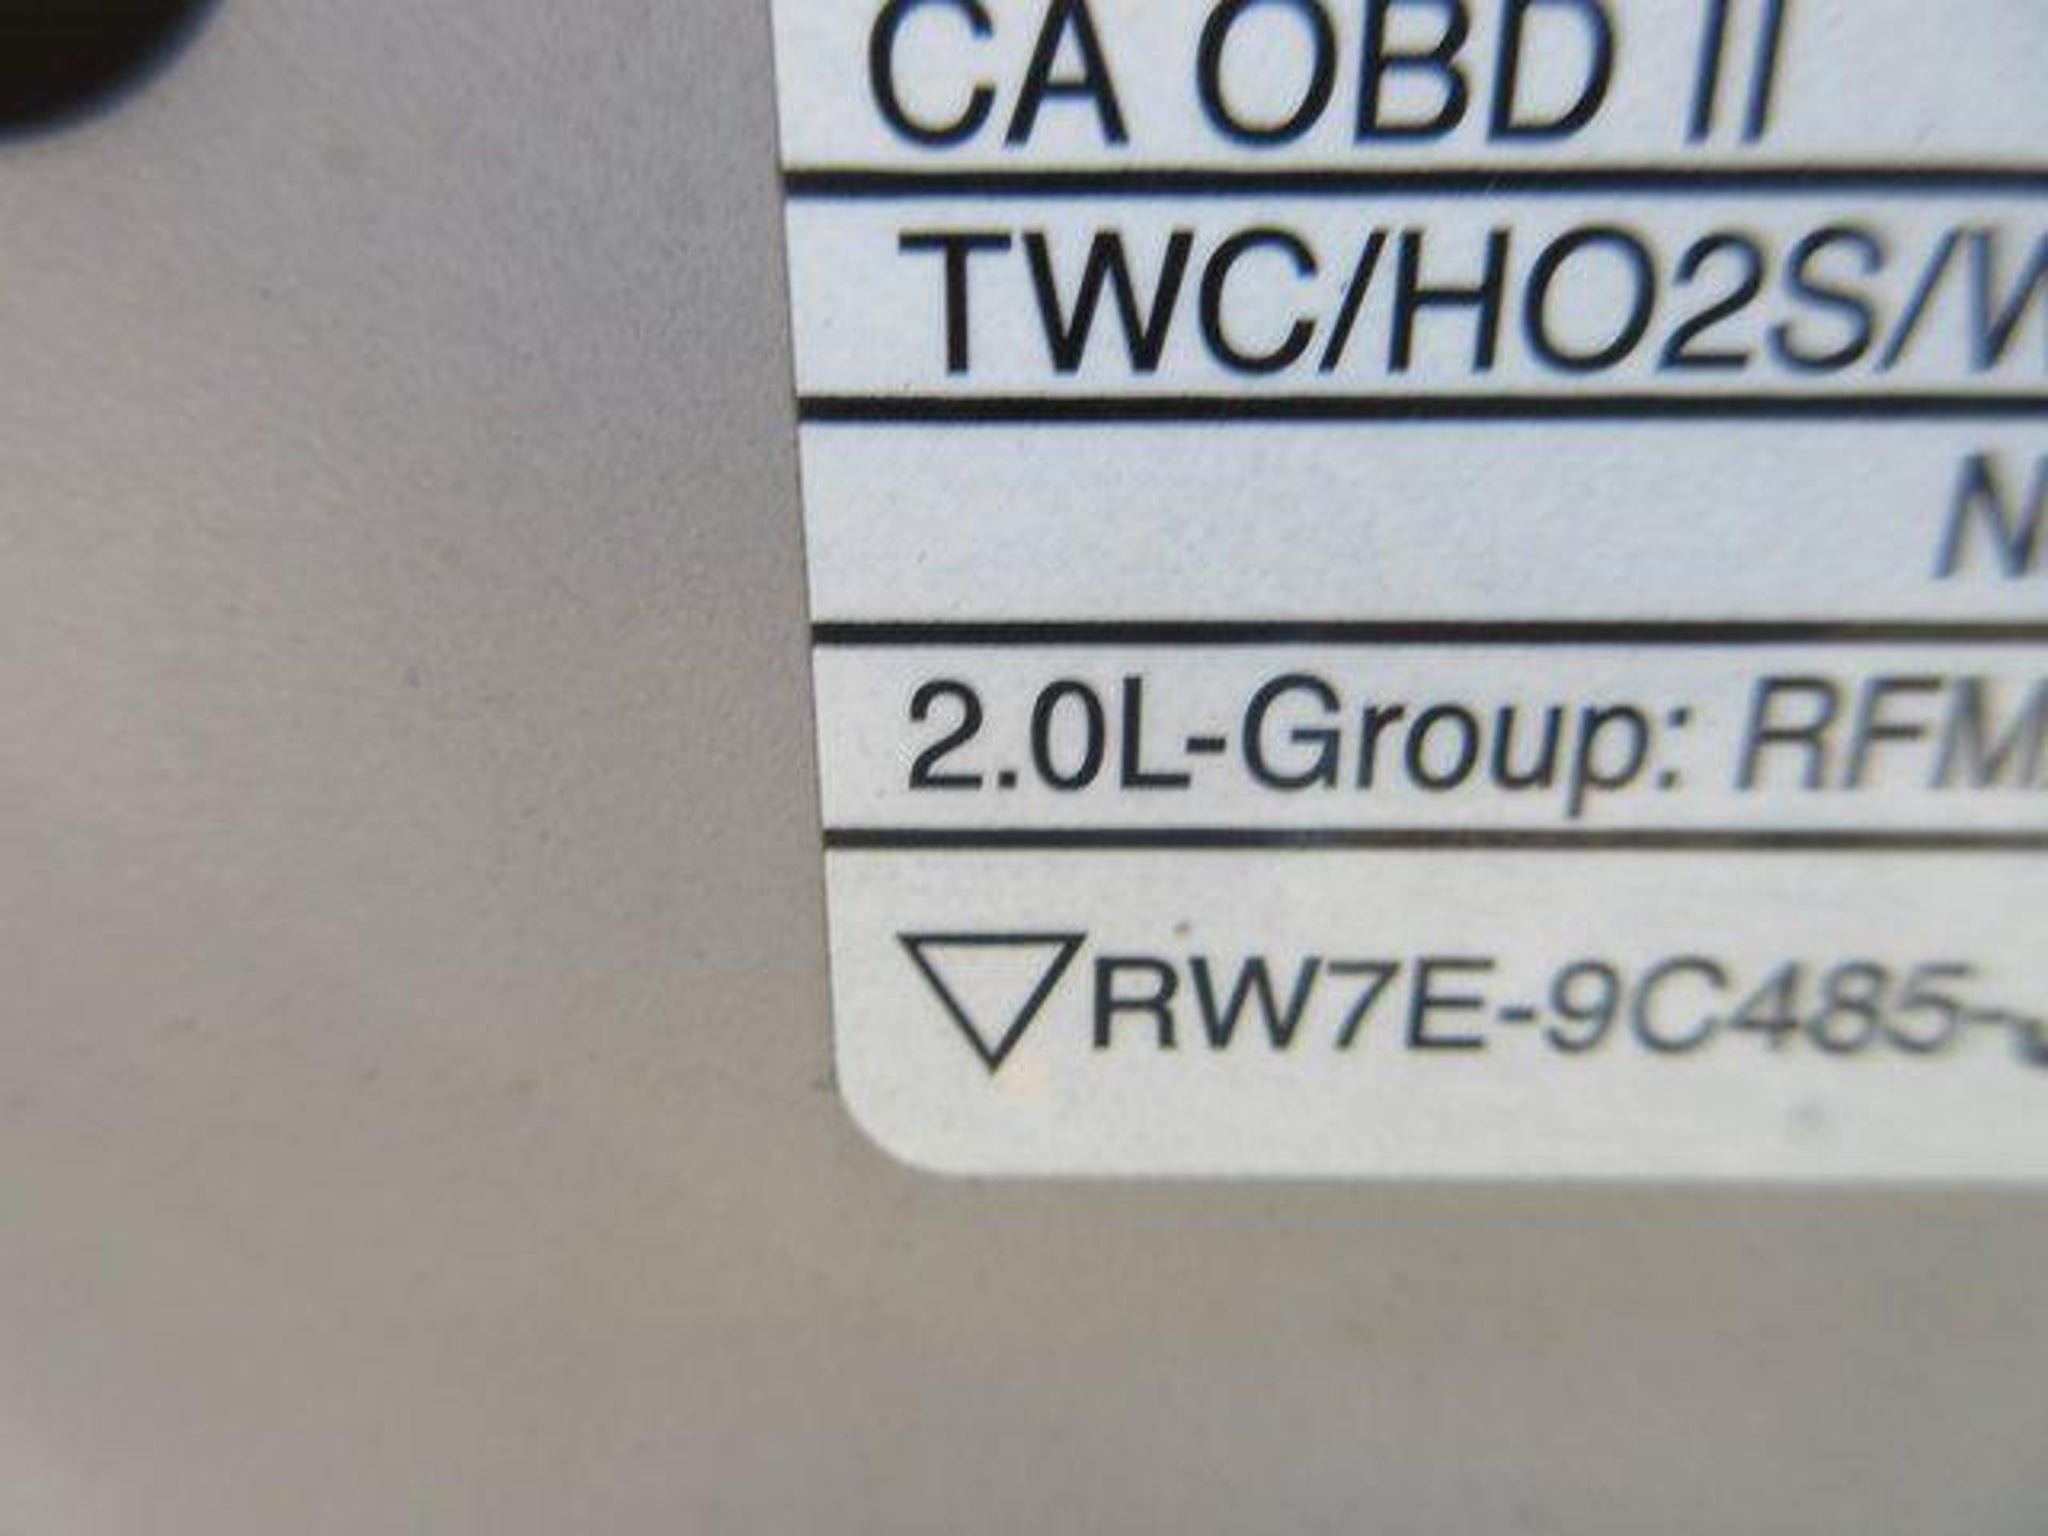 CA OBD II
TWC/HO2S/
2.0L-Group:
RW7E-9C485-